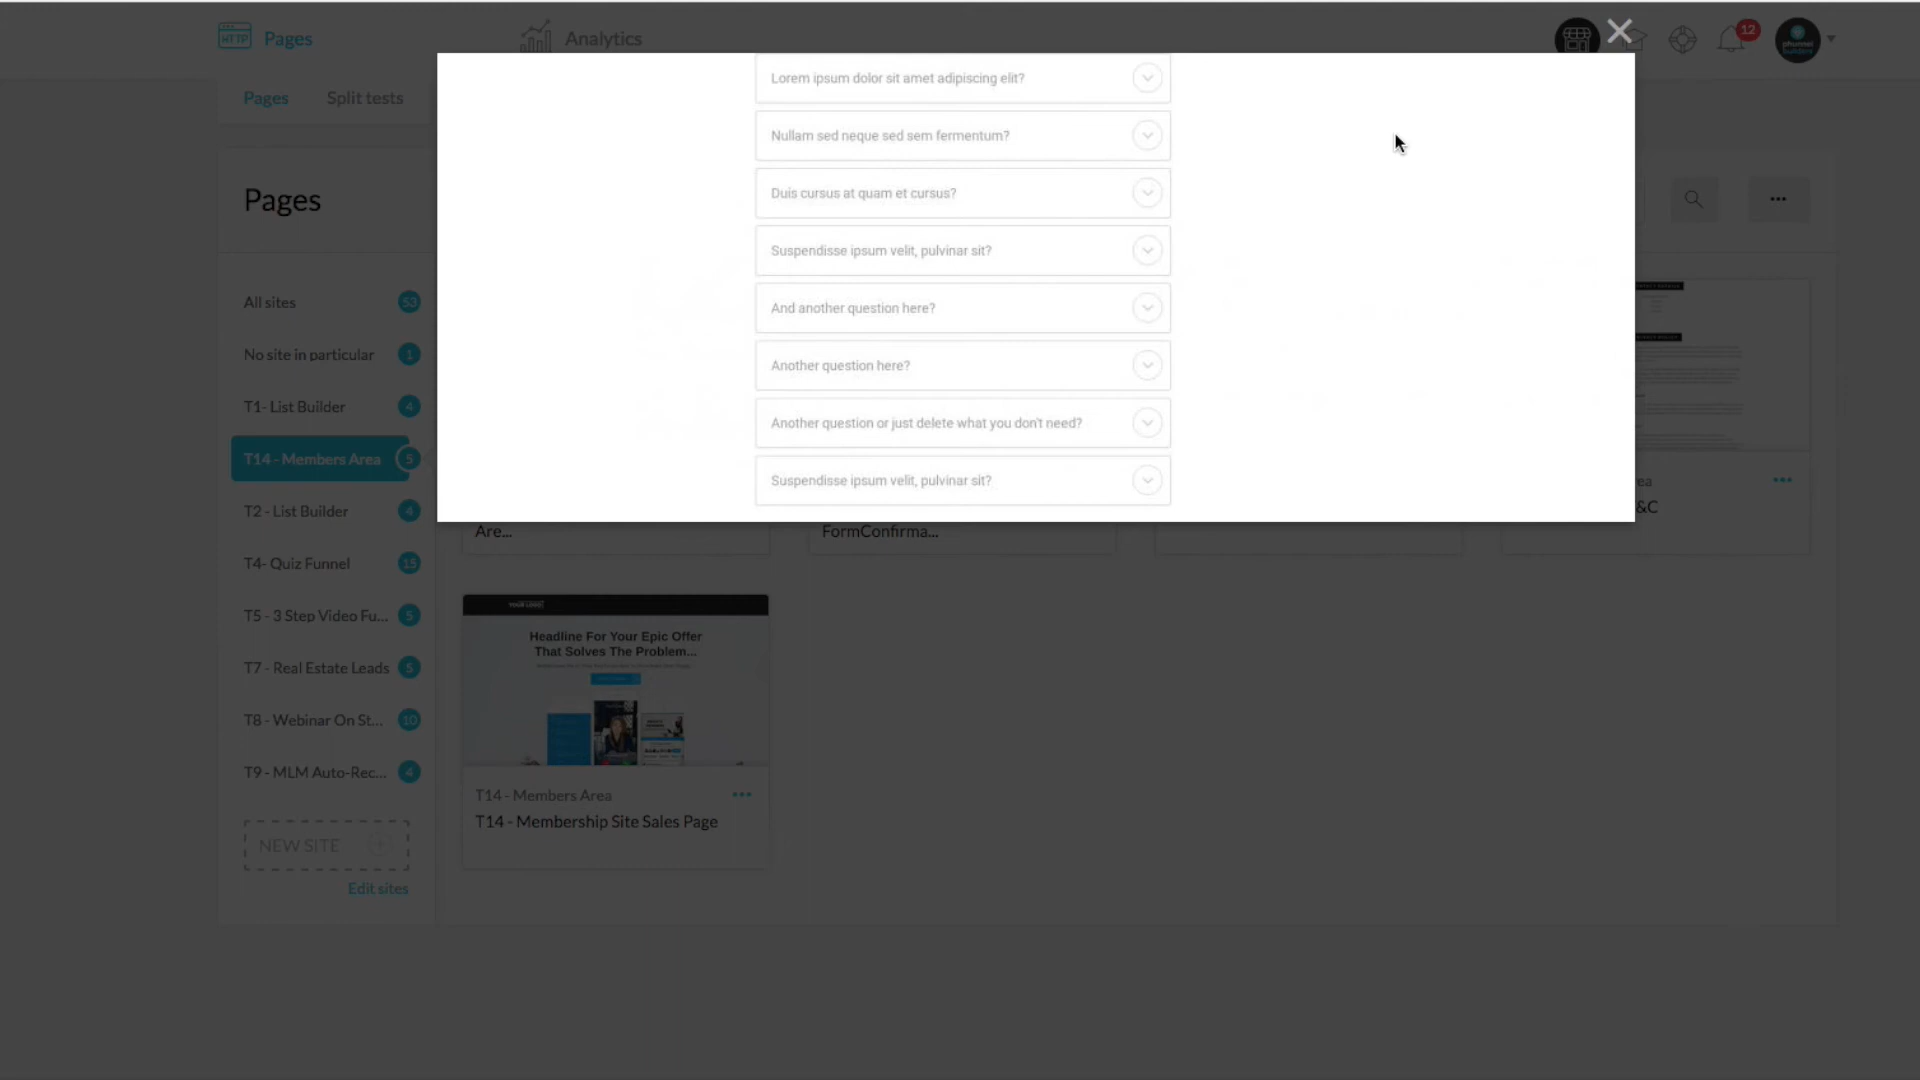 HTTP Pages
Analytics
12
Pages
Split tests
Lorem ipsum dolor sit amet adipiscing elit?
Nullam sed neque sed sem fermentum?
Duis cursus at quam et cursus?
Suspendisse ipsum velit, pulvinar sit?
And another question here?
Another question here?
Another question or just delete what you don't need?
Suspendisse ipsum velit, pulvinar sit?
Pages
All sites 53
No site in particular 1
T1- List Builder 4
T14 - Members Area 5
T2 - List Builder 4
T4- Quiz Funnel 15
T5 - 3 Step Video Fu... 5
T7 - Real Estate Leads 5
T8 - Webinar On St... 10
T9 - MLM Auto-Rec... 4
NEW SITE
Edit sites
ea
&C
Are...
FormConfirma...
YOUR LOGO
Headline For Your Epic Offer
That Solves The Problem...
T14 - Members Area
T14 - Membership Site Sales Page